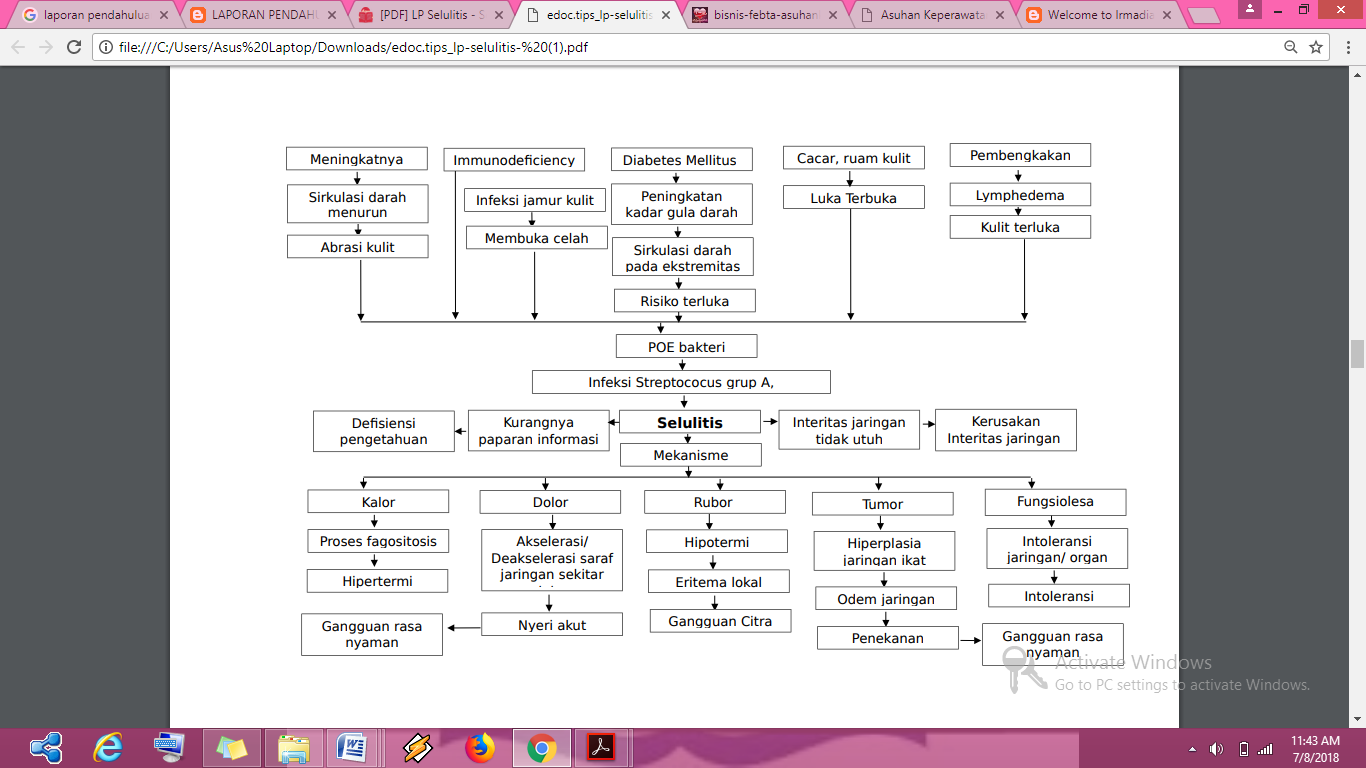 laporan pendahulua
LAPORAN PENDAHU
[PDF] LP Selulitis - S
edoc.tips_lp-selulitis
bisnis-febta-asuhan
Asuhan Keperawata
Welcome to Irmadia
file:///C:/Users/Asus%20Laptop/Downloads/edoc.tips_lp-selulitis-%20(1).pdf
Meningkatnya
Immunodeficiency
Diabetes Mellitus
Cacar, ruam kulit
Pembengkakan
Sirkulasi darah
menurun
Infeksi jamur kulit
Peningkatan
kadar gula darah
Luka Terbuka
Lymphedema
Abrasi kulit
Membuka celah
Sirkulasi darah
pada ekstremitas
Kulit terluka
Risiko terluka
POE bakteri
Infeksi Streptococus grup A,
Defisiensi
pengetahuan
Kurangnya
paparan informasi
Selulitis
Interitas jaringan
tidak utuh
Kerusakan
Interitas jaringan
Mekanisme
Kalor
Dolor
Rubor
Tumor
Fungsiolesa
Proses fagositosis
Akselerasi/
Deakselerasi saraf
jaringan sekitar
Hipotermi
Hiperplasia
jaringan ikat
Intoleransi
jaringan/ organ
Hipertermi
Eritema lokal
Odem jaringan
Intoleransi
Gangguan rasa
nyaman
Nyeri akut
Gangguan Citra
Penekanan
Gangguan rasa
nyaman
Activate Windows
Go to PC settings to activate Windows.
11:43 AM
7/8/2018